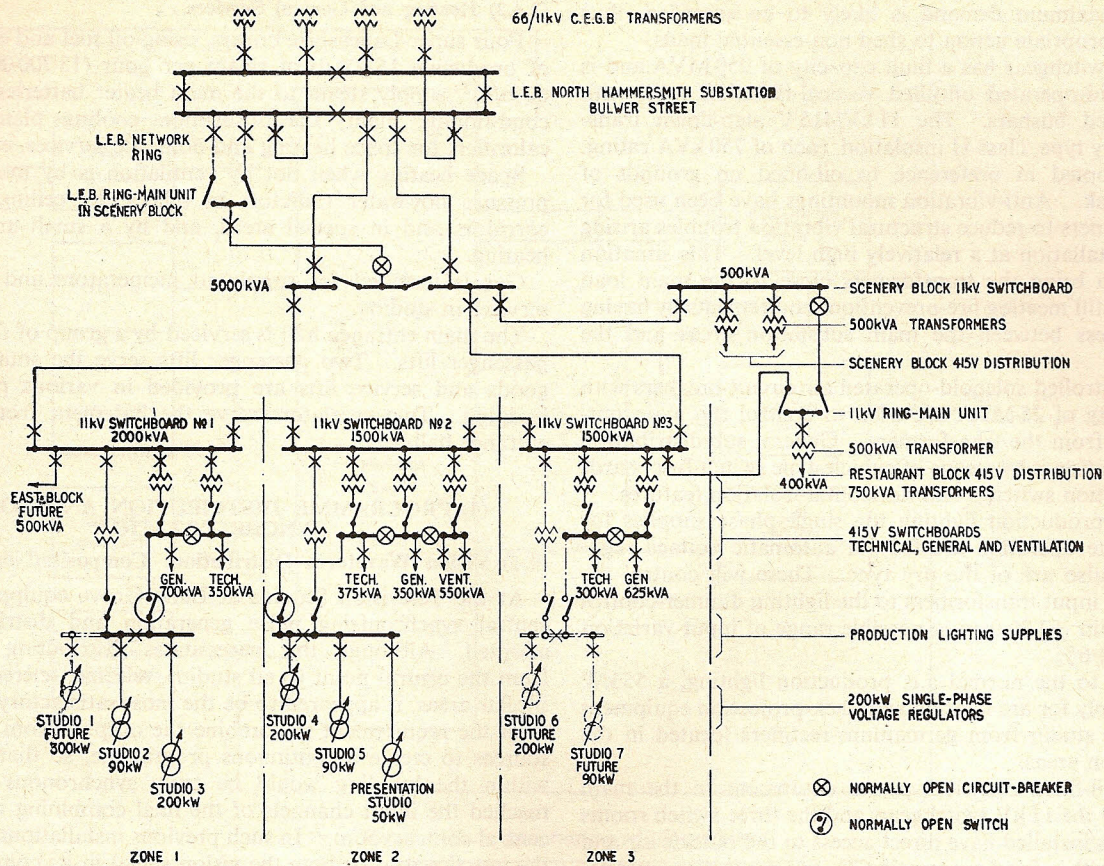 66/11kV C.E.G.B. TRANSFORMERS
L.E.B. NORTH HAMMERSMITH SUBSTATION
BULWER STREET
L.E.B. NETWORK
RING
L.E.B. RING-MAIN UNIT
IN SCENERY BLOCK
5000kVA
500kVA
SCENERY BLOCK 11kV SWITCHBOARD
500kVA TRANSFORMERS
SCENERY BLOCK 415V DISTRIBUTION
11kV RING-MAIN UNIT
500kVA TRANSFORMER
400kVA
RESTAURANT BLOCK 415V DISTRIBUTION
11kV SWITCHBOARD Nº1
2000kVA
11kV SWITCHBOARD Nº2
1500kVA
11kV SWITCHBOARD Nº3
1500kVA
EAST BLOCK
FUTURE
500kVA
750kVA TRANSFORMERS
415V SWITCHBOARDS
TECHNICAL, GENERAL AND VENTILATION
GEN.
700kVA
TECH.
350kVA
TECH.
375kVA
GEN.
350kVA
VENT.
550kVA
TECH
300kVA
GEN
625kVA
PRODUCTION LIGHTING SUPPLIES
200kW SINGLE-PHASE
VOLTAGE REGULATORS
STUDIO 1
FUTURE
300kW
STUDIO 2
90kW
STUDIO 3
200kW
STUDIO 4
200kW
STUDIO 5
90kW
PRESENTATION
STUDIO
50kW
STUDIO 6
FUTURE
200kW
STUDIO 7
FUTURE
90kW
NORMALLY OPEN CIRCUIT-BREAKER
NORMALLY OPEN SWITCH
ZONE 1
ZONE 2
ZONE 3